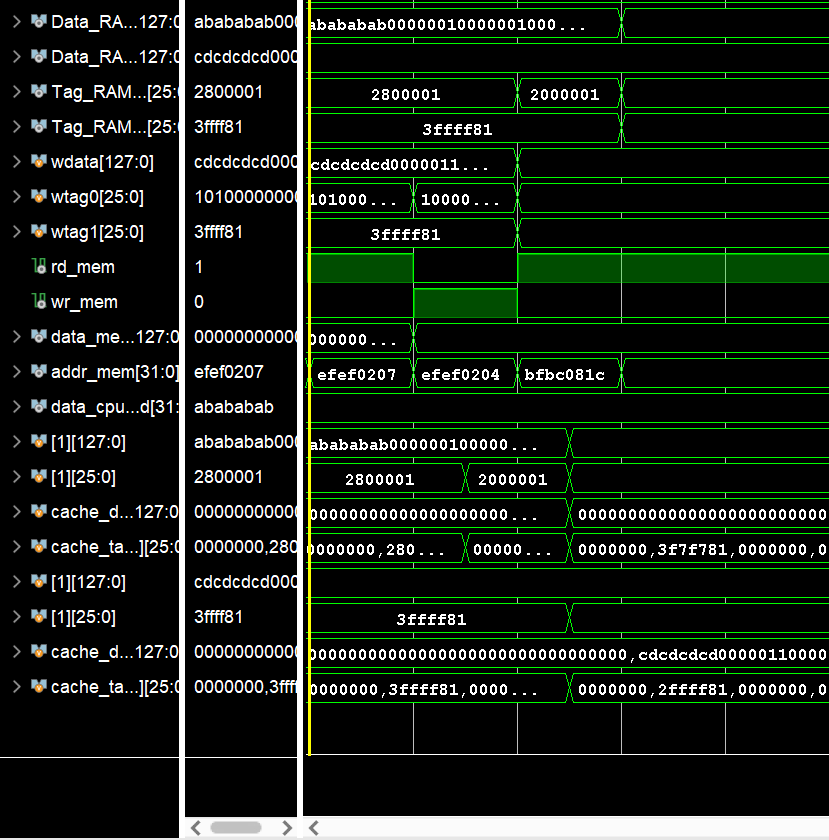 Data_RA...127:0 abababab000 abababab00000010000001000...
Data_RA...127:0 cdcdcdcd000
Tag_RAM...[25:0 2800001 2800001 2000001
Tag_RAM...[25:0 3ffff81 3ffff81
wdata[127:0] cdcdcdcd000 cdcdcdcd0000011...
wtag0[25:0] 10100000000 101000... 10000...
wtag1[25:0] 3ffff81 3ffff81
rd_mem 1
wr_mem 0
data_me...127:0 00000000000 000000...
addr_mem[31:0] efef0207 efef0207 efef0204 bfbc081c
data_cpu...d[31: abababab
[1][127:0] abababab000 abababab000000100000...
[1][25:0] 2800001 2800001 2000001
cache_d...127:0 00000000000 0000000000000000000000... 000000000000000000000000
cache_ta...][25:0 0000000,280 0000000,280... 00000... 0000000,3f7f781,0000000,0
[1][127:0] cdcdcdcd000
[1][25:0] 3ffff81 3ffff81
cache_d...127:0 00000000000 00000000000000000000000000000000,cdcdcdcd00000110000
cache_ta...][25:0 0000000,3fff 0000000,3ffff81,0000... 0000000,2ffff81,0000000,0